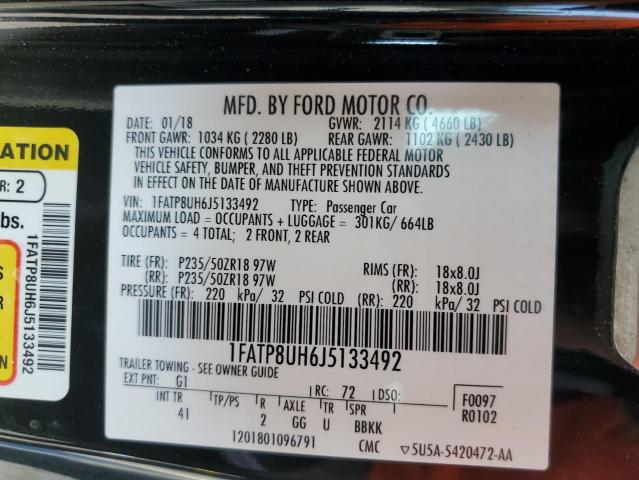 ATION
R: 2
bs.
S
R
S
N
1FATP8UH6J5133492
MFD. BY FORD MOTOR CO.
DATE: 01/18 GVWR: 2114 KG ( 4660 LB)
FRONT GAWR: 1034 KG ( 2280 LB) REAR GAWR: 1102 KG ( 2430 LB)
THIS VEHICLE CONFORMS TO ALL APPLICABLE FEDERAL MOTOR
VEHICLE SAFETY, BUMPER, AND THEFT PREVENTION STANDARDS
IN EFFECT ON THE DATE OF MANUFACTURE SHOWN ABOVE.
VIN: 1FATP8UH6J5133492 TYPE: Passenger Car
MAXIMUM LOAD = OCCUPANTS + LUGGAGE = 301KG/ 664LB
OCCUPANTS = 4 TOTAL; 2 FRONT, 2 REAR
TIRE (FR): P235/50ZR18 97W RIMS (FR): 18x8.0J
(RR): P235/50ZR18 97W (RR): 18x8.0J
PRESSURE (FR): 220 kPa/ 32 PSI COLD (RR): 220 kPa/ 32 PSI COLD
1FATP8UH6J5133492
TRAILER TOWING - SEE OWNER GUIDE
EXT PNT: G1 RC: 72 DSO: F0097
INT TR TP/PS R AXLE TR SPR R0102
41 2 GG U BBKK
1201801096791 CMC ▽5U5A-5420472-AA